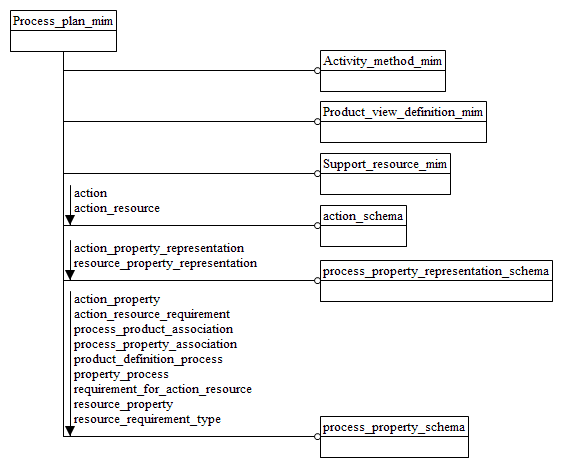 Process_plan_mim
Activity_method_mim
Product_view_definition_mim
Support_resource_mim
action
action_resource
action_schema
action_property_representation
resource_property_representation
process_property_representation_schema
action_property
action_resource_requirement
process_product_association
process_property_association
product_definition_process
property_process
requirement_for_action_resource
resource_property
resource_requirement_type
process_property_schema